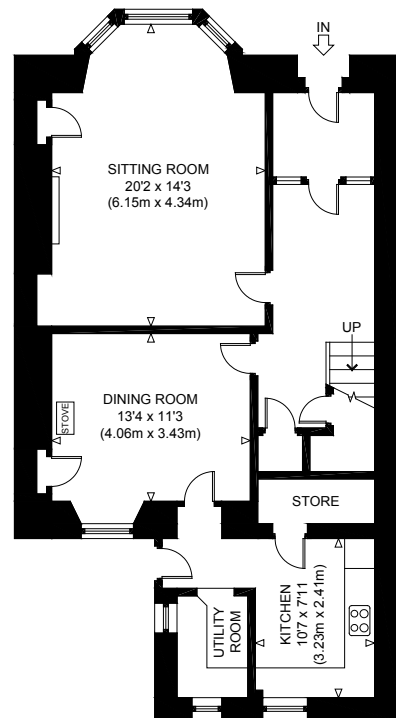 IN
SITTING ROOM
20'2 x 14'3
(6.15m x 4.34m)
UP
DINING ROOM
13'4 x 11'3
(4.06m x 3.43m)
STOVE
STORE
KITCHEN
10'7 x 7'11
(3.23m x 2.41m)
UTILITY
ROOM